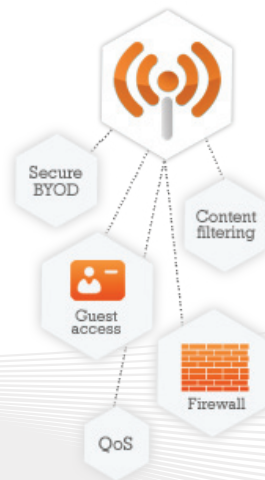 Secure
BYOD
Content
filtering
Guest
access
Firewall
QoS